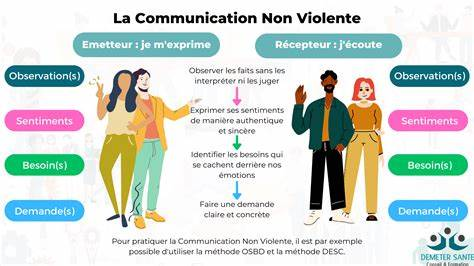 La Communication Non Violente
Emetteur : je m'exprime
Récepteur : j'écoute
Observation(s)
Sentiments
Besoin(s)
Demande(s)
Observer les faits sans les
interpréter ni les juger
Exprimer ses sentiments
de manière authentique
et sincère
Identifier les besoins qui
se cachent derrière nos
émotions
Faire une demande
claire et concrète
Observation(s)
Sentiments
Besoin(s)
Demande(s)
Pour pratiquer la Communication Non Violente, il est par exemple
possible d'utiliser la méthode OSBD et la méthode DESC.
DEMETER SANTE
Conseil & Formation